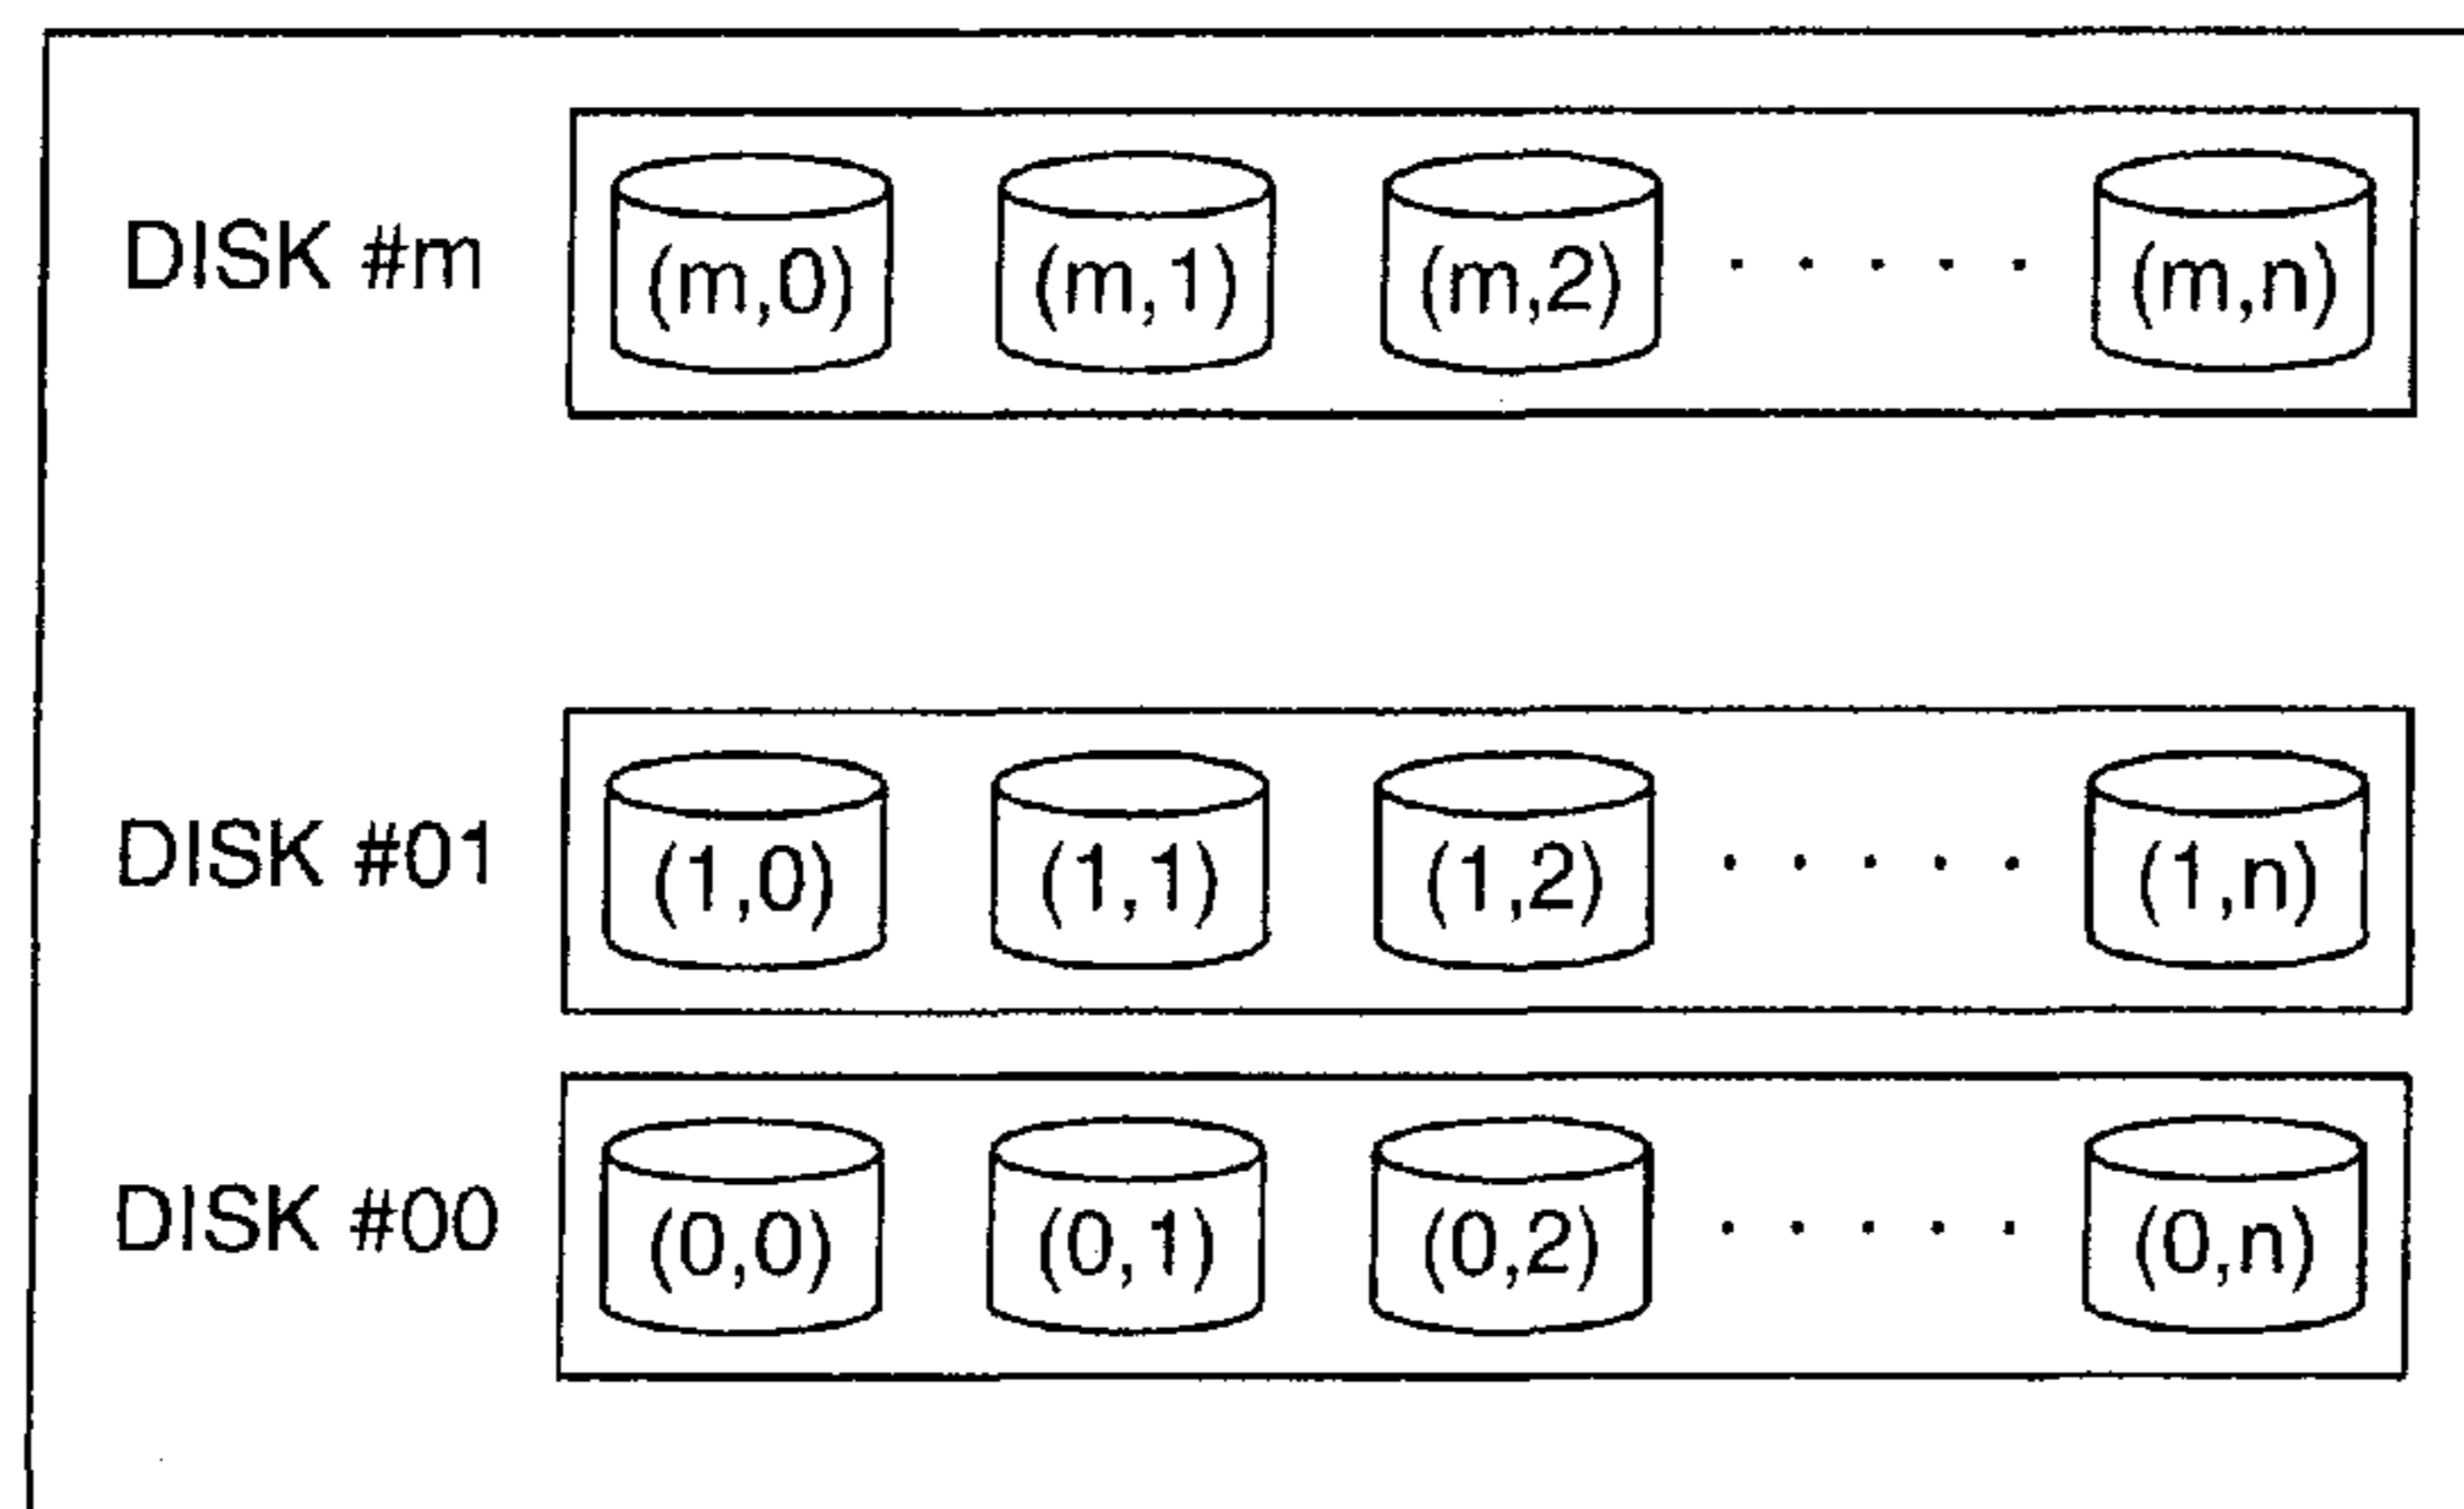 DISK #m (m,0) (m,1) (m,2) · · · · · (m,n)
DISK #01 (1,0) (1,1) (1,2) · · · · · (1,n)
DISK #00 (0,0) (0,1) (0,2) · · · · · (0,n)